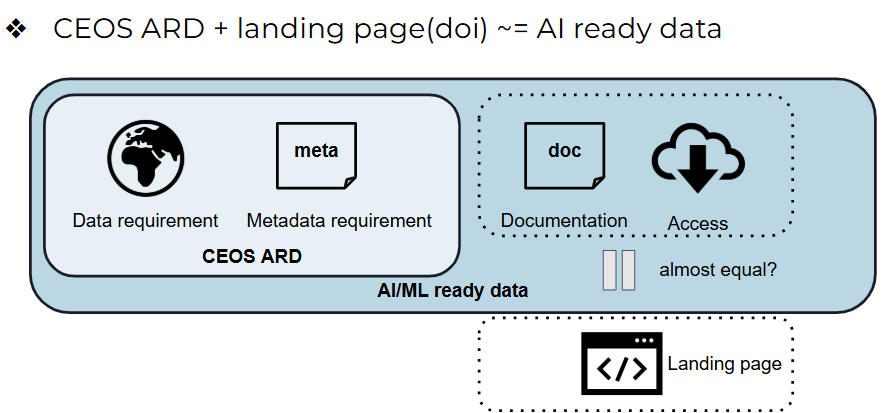 ❖ CEOS ARD + landing page(doi) ~= AI ready data
meta
doc
Data requirement
Metadata requirement
Documentation
Access
CEOS ARD
almost equal?
AI/ML ready data
</>
Landing page